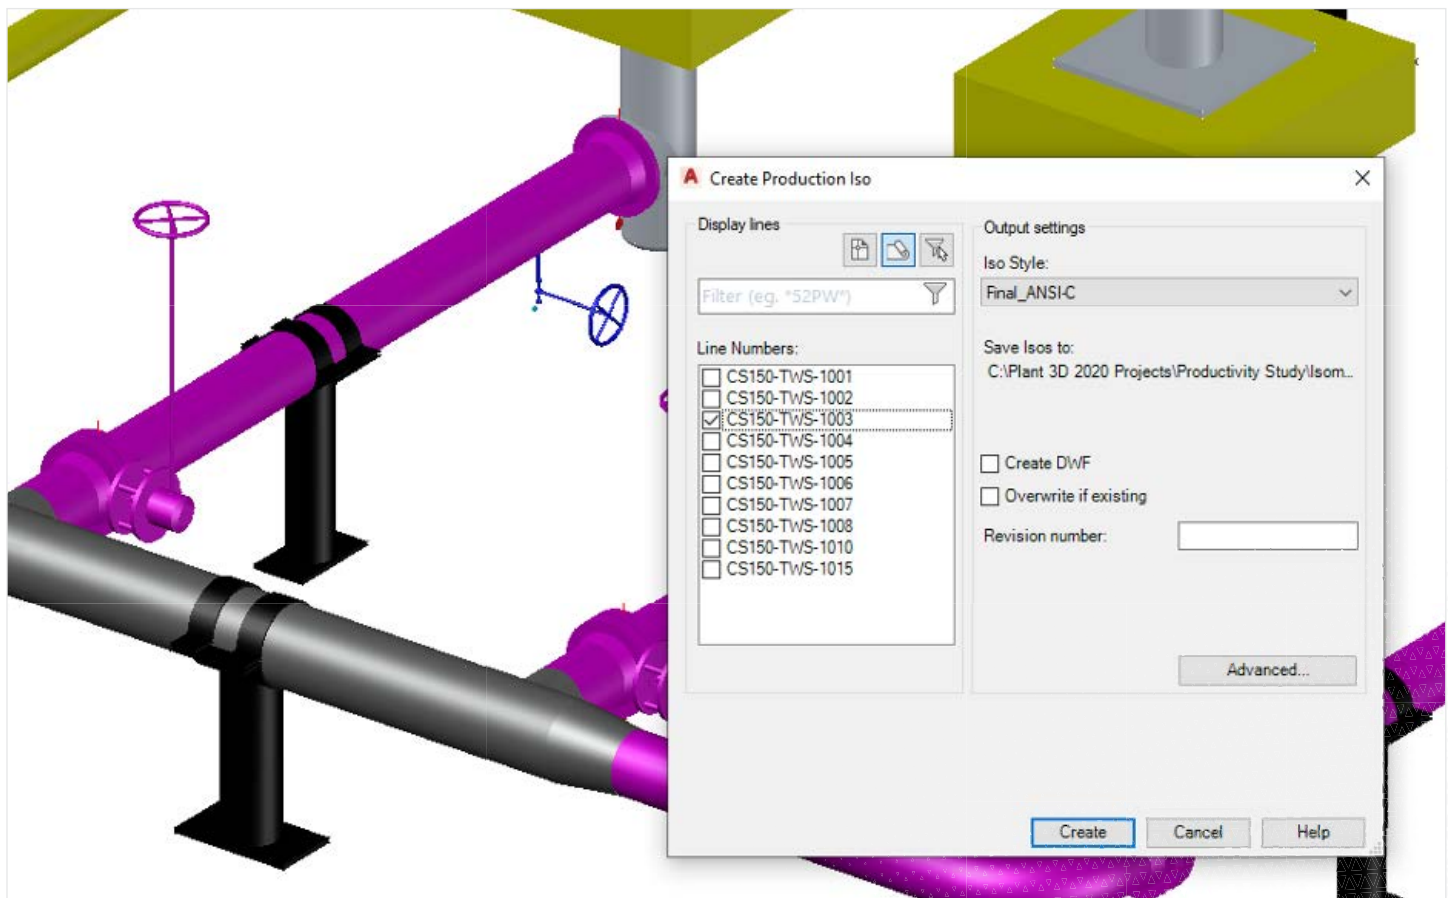 A Create Production Iso
Display lines
Filter (eg. *52PW*)
Line Numbers:
CS150-TWS-1001
CS150-TWS-1002
CS150-TWS-1003
CS150-TWS-1004
CS150-TWS-1005
CS150-TWS-1006
CS150-TWS-1007
CS150-TWS-1008
CS150-TWS-1010
CS150-TWS-1015
Output settings
Iso Style:
Final_ANSI-C
Save Isos to:
C:\Plant 3D 2020 Projects\Productivity Study\Isom...
Create DWF
Overwrite if existing
Revision number:
Advanced...
Create Cancel Help